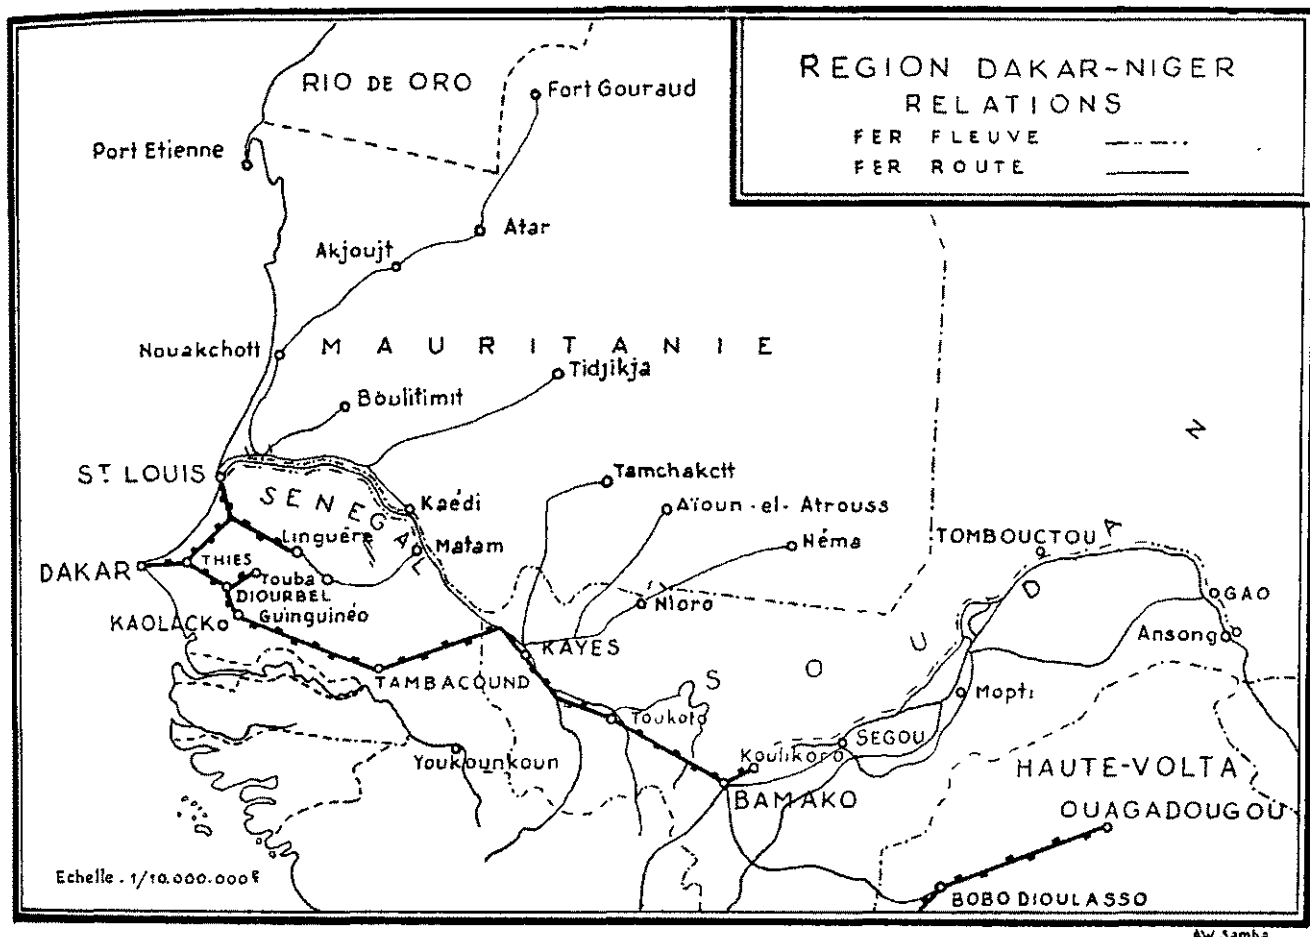 REGION DAKAR-NIGER
RELATIONS
FER FLEUVE
FER ROUTE
RIO DE ORO
Fort Gouraud
Port Etienne
Atar
Akjoujt
Nouakchott
MAURITANIE
Tidjikja
Boulitimit
ST. LOUIS
SENEGAL
Tamchakett
Kaédi
Aïoun-el-Atrouss
Linguère
Matam
Néma
TOMBOUCTOU
DAKAR
THIES
Touba
DIOURBEL
Guinguinéo
KAOLACK
Nioro
GAO
Ansong
KAYES
SOUDAN
TAMBACOUND
Mopti
Toukoto
SEGOU
Koulikoro
Youkounkoun
BAMAKO
HAUTE-VOLTA
OUAGADOUGOU
Echelle. 1/10.000.000e
BOBO DIOULASSO
AW. Samba